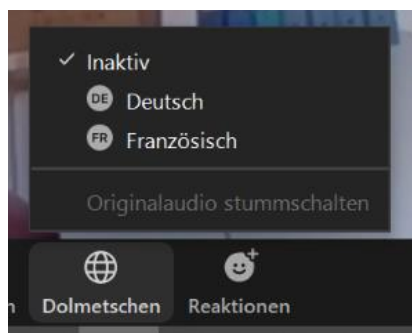 Inaktiv
DE Deutsch
FR Französisch
Originalaudio stummschalten
Dolmetschen Reaktionen